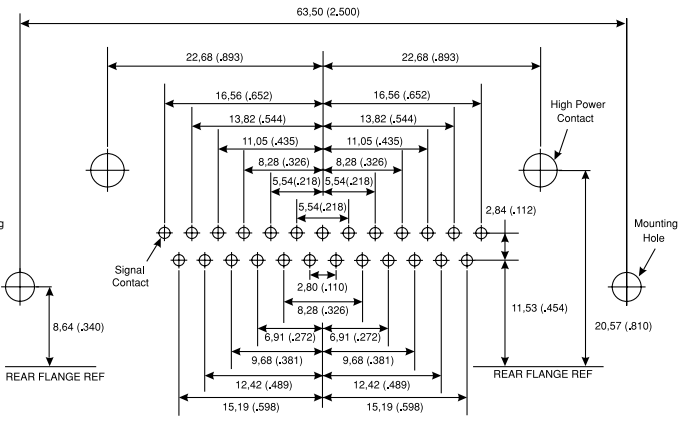 63,50 (2.500)
22,68 (.893) 22,68 (.893)
16,56 (.652) 16,56 (.652)
High Power
Contact
13,82 (.544) 13,82 (.544)
11,05 (.435) 11,05 (.435)
8,28 (.326) 8,28 (.326)
5,54(.218) 5,54(.218)
5,54(.218)
2,84 (.112)
g
Mounting
Hole
Signal
Contact
2,80 (.110)
8,28 (.326)
11,53 (.454)
8,64 (.340)
6,91 (.272) 6,91 (.272)
20,57 (.810)
9,68 (.381) 9,68 (.381)
REAR FLANGE REF
REAR FLANGE REF
12,42 (.489) 12,42 (.489)
15,19 (.598) 15,19 (.598)